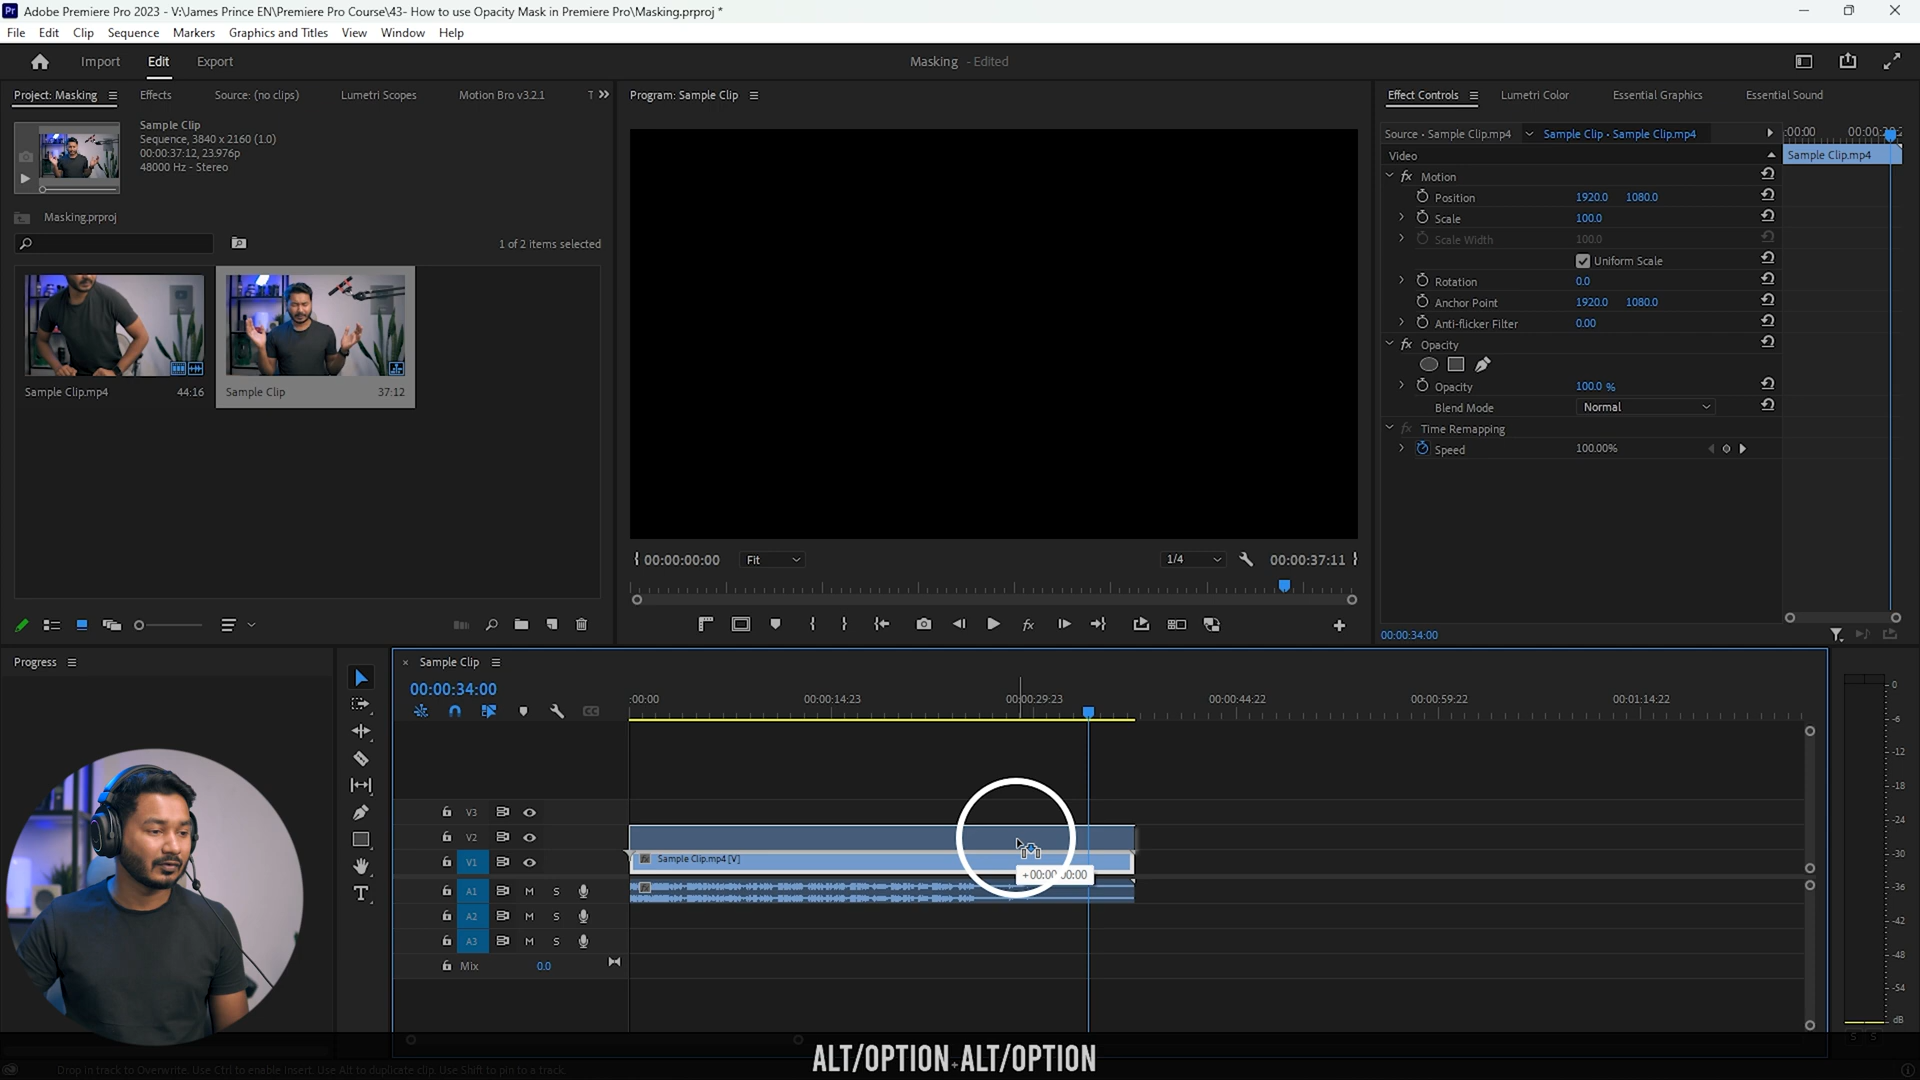 Adobe Premiere Pro 2023 - V:\James Prince EN\Premiere Pro Course\43- How to use Opacity Mask in Premiere Pro\Masking.prproj *
File Edit Clip Sequence Markers Graphics and Titles View Window Help
Import Edit Export
Masking - Edited
Project: Masking Effects Source: (no clips) Lumetri Scopes Motion Bro v3.2.1 T
Sample Clip
Sequence, 3840 x 2160 (1.0)
00:00:37:12, 23.976p
48000 Hz - Stereo
Masking.prproj
1 of 2 items selected
Sample Clip.mp4 44:16
Sample Clip 37:12
Program: Sample Clip
00:00:00:00 Fit 1/4 00:00:37:11
Effect Controls Lumetri Color Essential Graphics Essential Sound
Source • Sample Clip.mp4 Sample Clip • Sample Clip.mp4
Video
Sample Clip.mp4
fx Motion
Position 1920.0 1080.0
Scale 100.0
Scale Width 100.0
Uniform Scale
Rotation 0.0
Anchor Point 1920.0 1080.0
Anti-flicker Filter 0.00
fx Opacity
Opacity 100.0 %
Blend Mode Normal
fx Time Remapping
Speed 100.00%
00:00:34:00
Progress
Sample Clip
00:00:34:00
:00:00 00:00:14:23 00:00:29:23 00:00:44:22 00:00:59:22 00:01:14:22
V3
V2
V1
Sample Clip.mp4 [V]
A1 M S
A2 M S
A3 M S
Mix 0.0
0
-6
-12
-18
-24
-30
-36
-42
-48
-54
dB
S S
ALT/OPTION + ALT/OPTION
Drop in track to Overwrite. Use Ctrl to enable insert. Use Alt to duplicate clip. Use Shift to pin to a track.